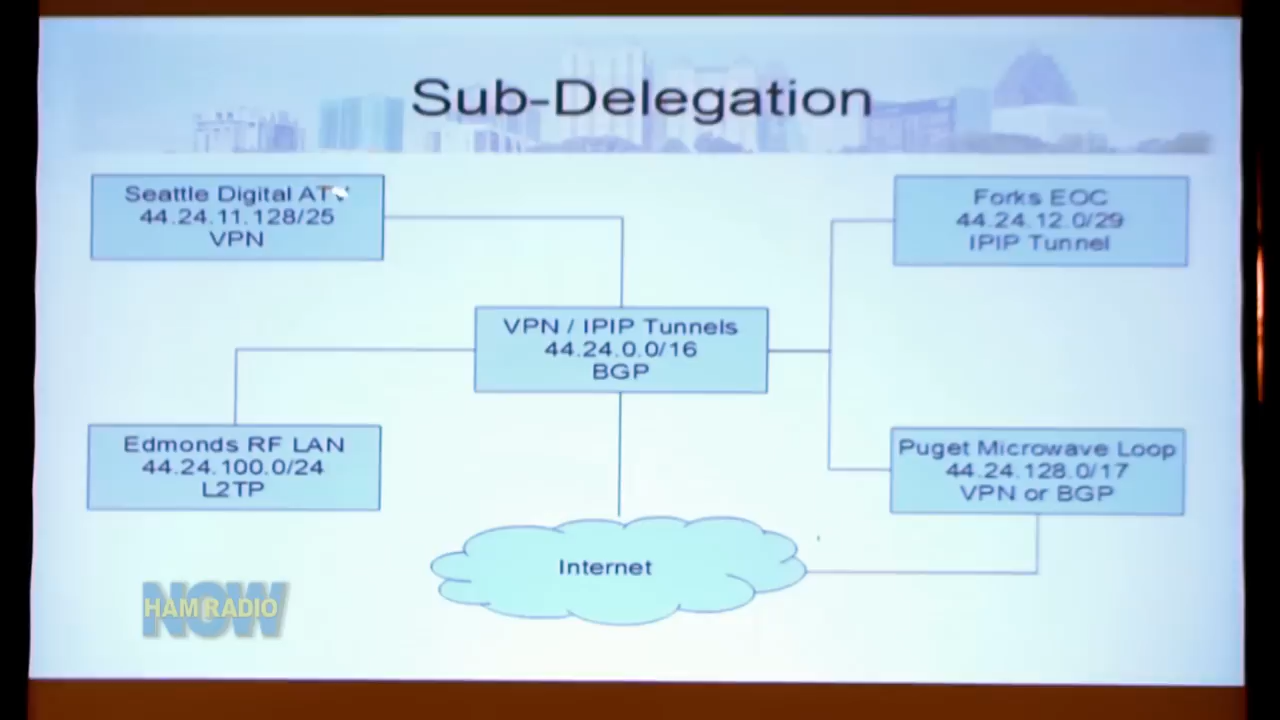 Sub-Delegation
Seattle Digital ATV
44.24.11.128/25
VPN
Forks EOC
44.24.12.0/29
IPIP Tunnel
VPN / IPIP Tunnels
44.24.0.0/16
BGP
Edmonds RF LAN
44.24.100.0/24
L2TP
Puget Microwave Loop
44.24.128.0/17
VPN or BGP
Internet
NOW
HAM RADIO